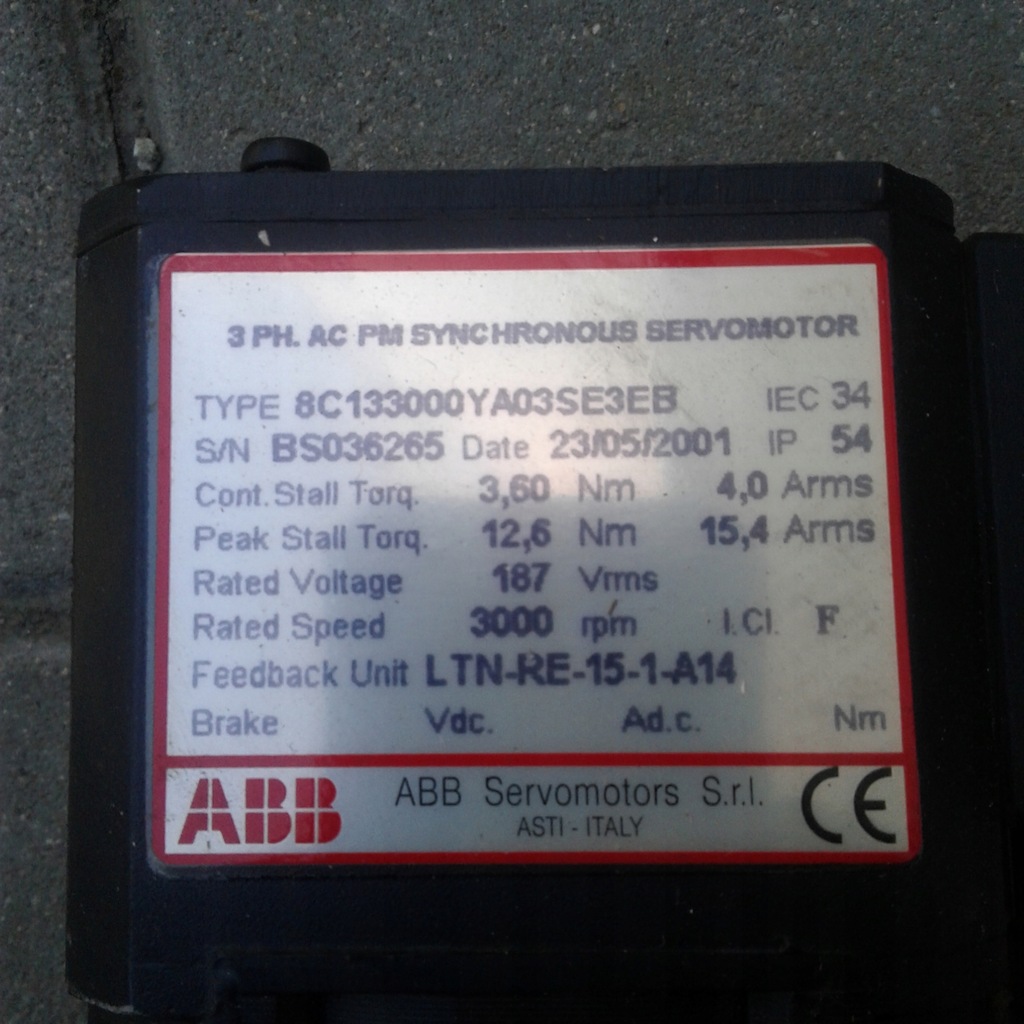 3 PH. AC PM SYNCHRONOUS SERVOMOTOR
TYPE 8C133000YA03SE3EB IEC 34
S/N BS036265 Date 23/05/2001 IP 54
Cont. Stall Torq. 3,60 Nm 4,0 Arms
Peak Stall Torq. 12,6 Nm 15,4 Arms
Rated Voltage 187 Vrms
Rated Speed 3000 rpm I.Cl. F
Feedback Unit LTN-RE-15-1-A14
Brake Vdc. Ad.c. Nm
ABB ABB Servomotors S.r.l. CE
ASTI - ITALY